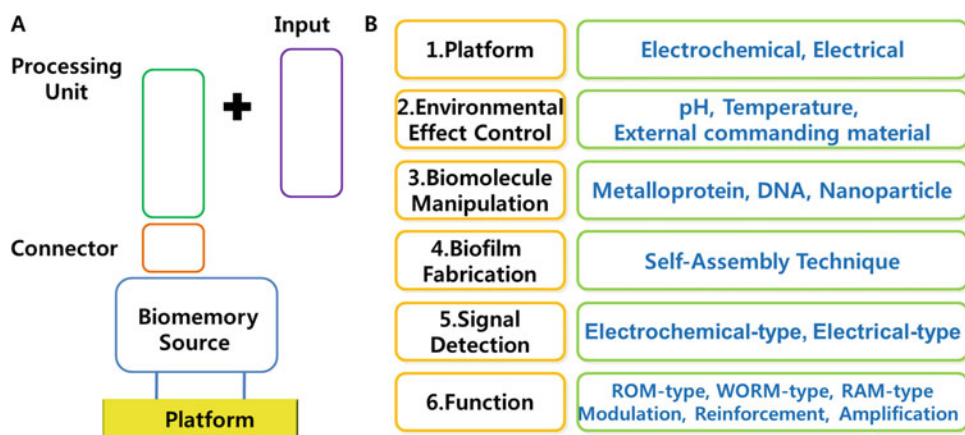 A
Input
Processing
Unit
Connector
Biomemory
Source
Platform
B
1.Platform
Electrochemical, Electrical
2.Environmental
Effect Control
pH, Temperature,
External commanding material
3.Biomolecule
Manipulation
Metalloprotein, DNA, Nanoparticle
4.Biofilm
Fabrication
Self-Assembly Technique
5.Signal
Detection
Electrochemical-type, Electrical-type
6.Function
ROM-type, WORM-type, RAM-type
Modulation, Reinforcement, Amplification